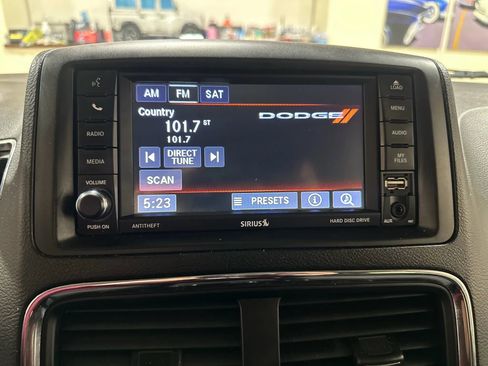 AM FM SAT
Country
101.7 ST
101.7
DODGE
DIRECT
TUNE
SCAN
5:23
PRESETS
RADIO
MEDIA
VOLUME
PUSH ON
ANTITHEFT
SIRIUS
HARD DISC DRIVE
LOAD
MENU
AUDIO
MY
FILES
AUX